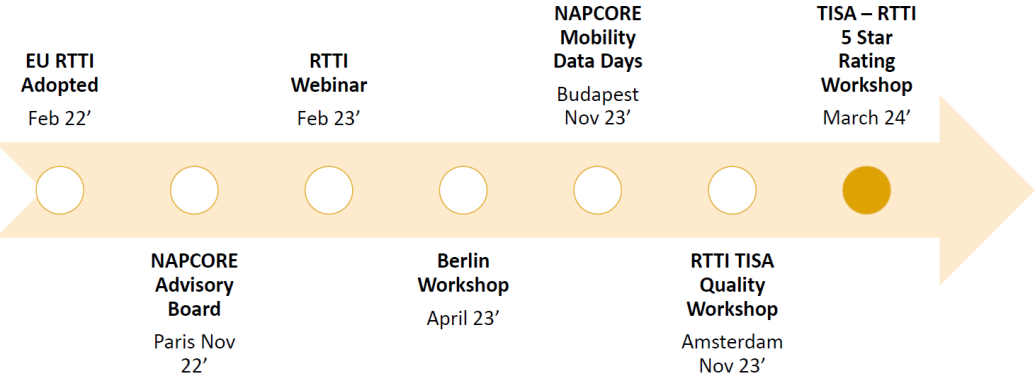 EU RTTI
Adopted
Feb 22’
NAPCORE
Advisory
Board
Paris Nov
22’
RTTI
Webinar
Feb 23’
Berlin
Workshop
April 23’
NAPCORE
Mobility
Data Days
Budapest
Nov 23’
RTTI TISA
Quality
Workshop
Amsterdam
Nov 23’
TISA – RTTI
5 Star
Rating
Workshop
March 24’